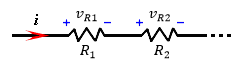 i
+ vR1 − + vR2 −
R1 R2